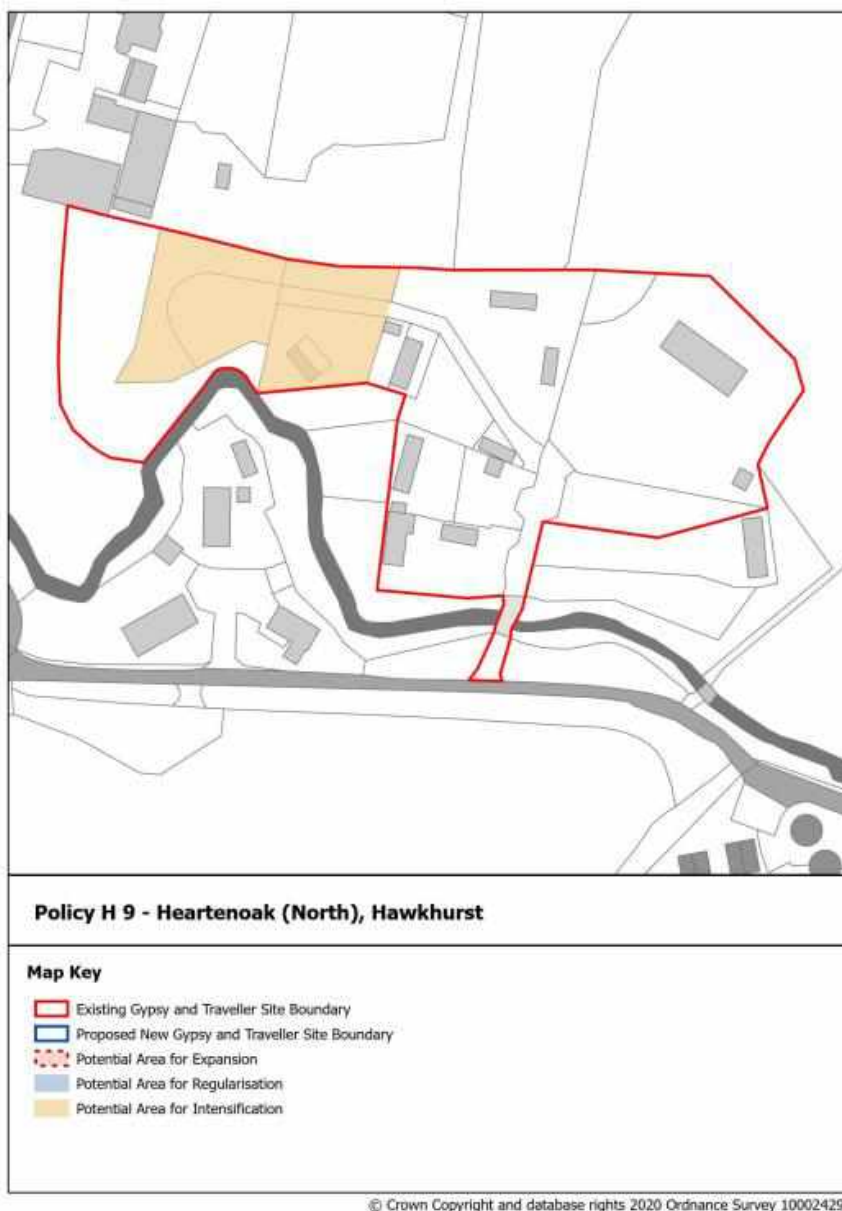 Policy H 9 - Heartenoak (North), Hawkhurst
Map Key
Existing Gypsy and Traveller Site Boundary
Proposed New Gypsy and Traveller Site Boundary
Potential Area for Expansion
Potential Area for Regularisation
Potential Area for Intensification
© Crown Copyright and database rights 2020 Ordnance Survey 10002429